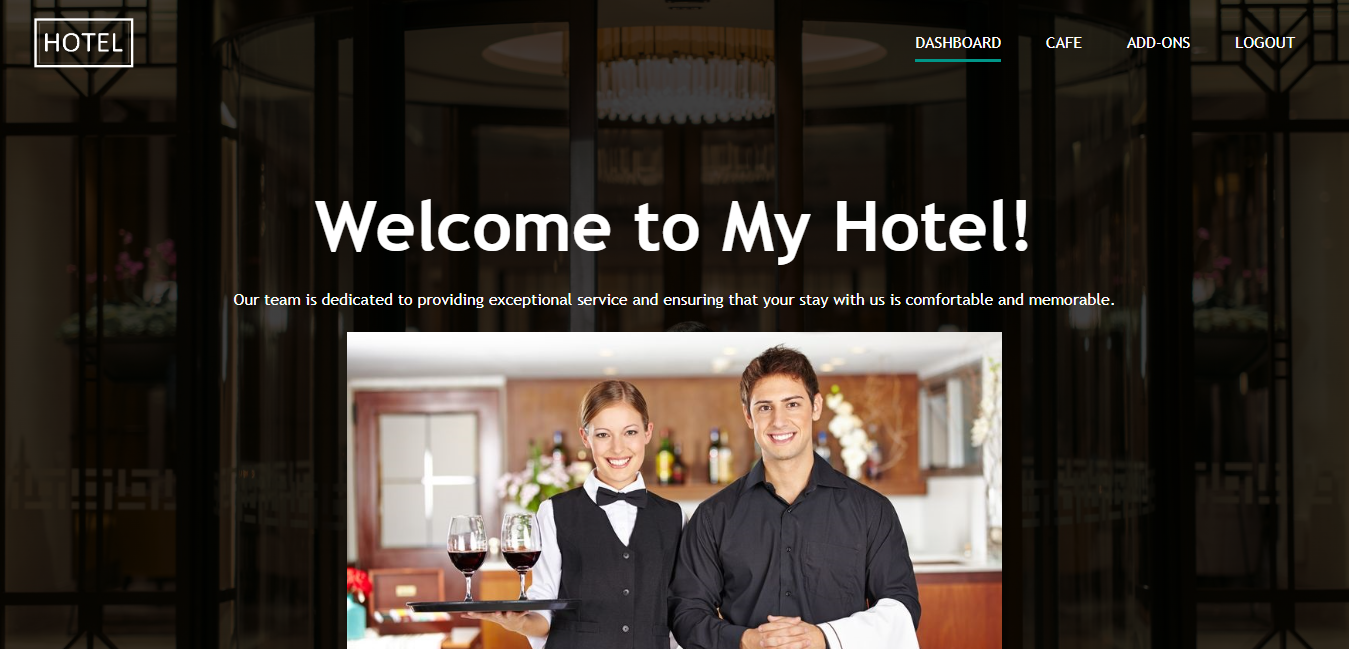 HOTEL
DASHBOARD CAFE ADD-ONS LOGOUT
Welcome to My Hotel!
Our team is dedicated to providing exceptional service and ensuring that your stay with us is comfortable and memorable.